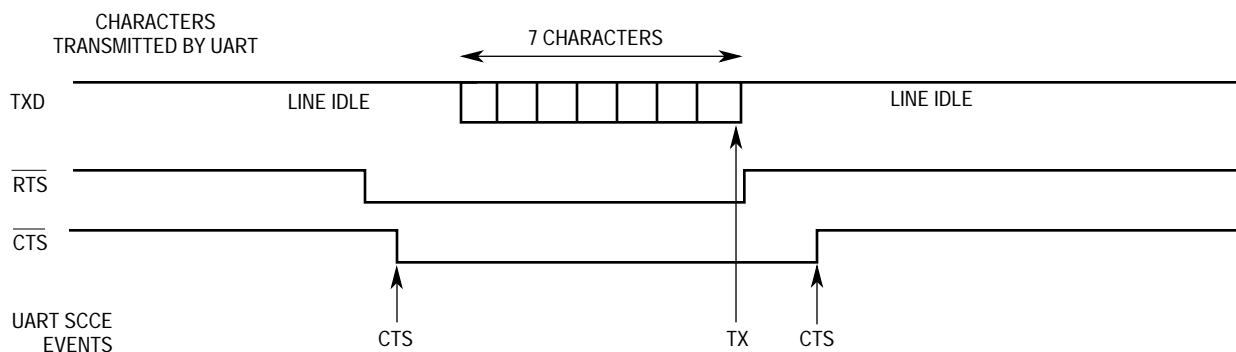 CHARACTERS
TRANSMITTED BY UART
7 CHARACTERS
TXD
LINE IDLE
LINE IDLE
RTS
CTS
UART SCCE
EVENTS
CTS
TX
CTS